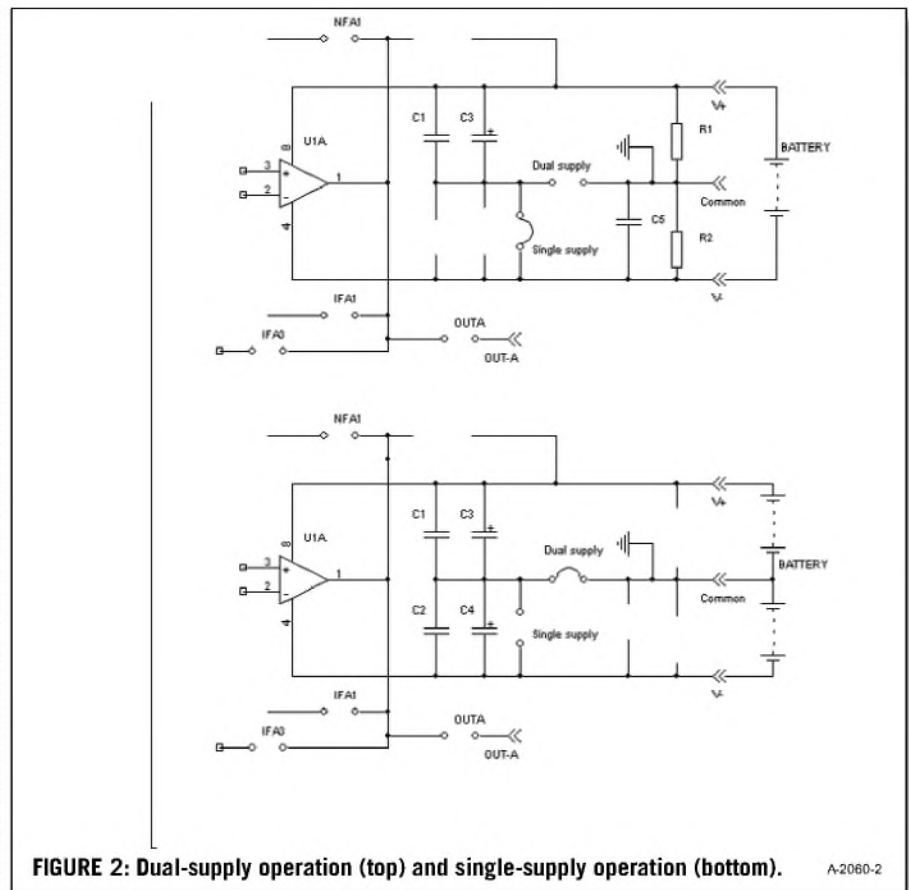 NFA1
C1
C3
+
R1
V+
BATTERY
U1A
8
3
+
1
2
-
4
Dual supply
Common
C5
Single supply
R2
V-
IFA1
IFA3
OUTA
OUT-A
NFA1
C1
C3
+
V+
U1A
8
3
+
1
2
-
4
Dual supply
BATTERY
Common
C2
C4
+
Single supply
V-
IFA1
IFA3
OUTA
OUT-A
FIGURE 2: Dual-supply operation (top) and single-supply operation (bottom). A-2060-2